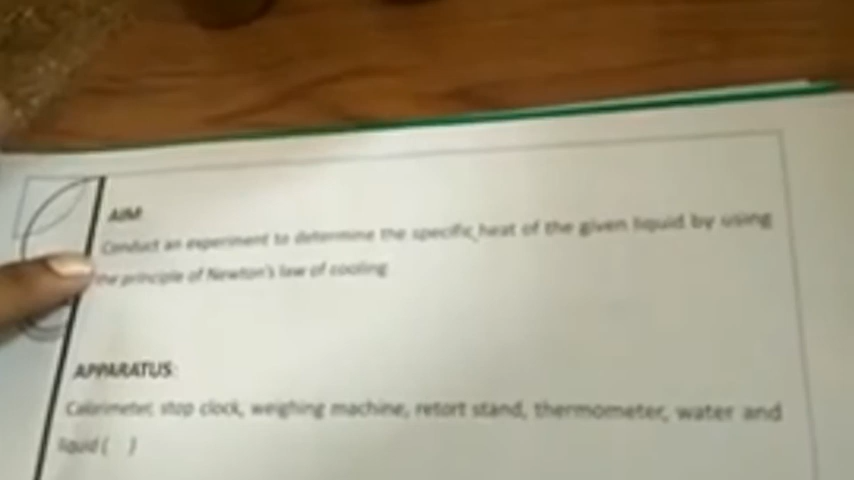 AIM:
Conduct an experiment to determine the specific heat of the given liquid by using
the principle of Newton's law of cooling
APPARATUS:
Calorimeter, stop clock, weighing machine, retort stand, thermometer, water and
liquid ( )